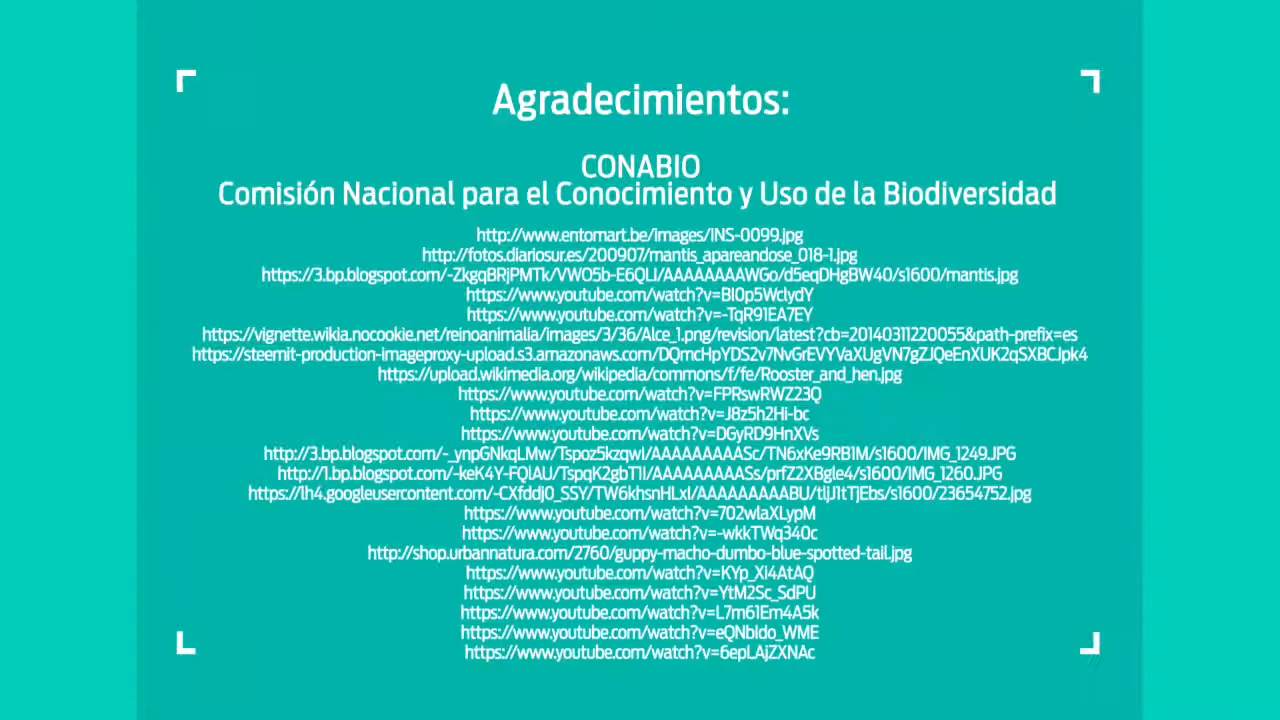 Agradecimientos:
CONABIO
Comisión Nacional para el Conocimiento y Uso de la Biodiversidad
http://www.entomart.be/images/INS-0099.jpg
http://fotos.diariosur.es/200907/mantis_apareandose_018-1.jpg
https://3.bp.blogspot.com/-ZkgqBRjPMTk/VWO5b-E6QLI/AAAAAAAAWGo/d5eqDHgBW40/s1600/mantis.jpg
https://www.youtube.com/watch?v=BI0p5WclydY
https://www.youtube.com/watch?v=-TqR91EA7EY
https://vignette.wikia.nocookie.net/reinoanimalia/images/3/36/Alce_1.png/revision/latest?cb=20140311220055&path-prefix=es
https://steemit-production-imageproxy-upload.s3.amazonaws.com/DQmcHpYDS2v7NvGrEVYVaXUgVN7gZJQeEnXUK2qSXBCJpk4
https://upload.wikimedia.org/wikipedia/commons/f/fe/Rooster_and_hen.jpg
https://www.youtube.com/watch?v=FPRswRWZ23Q
https://www.youtube.com/watch?v=J8z5h2Hi-bc
https://www.youtube.com/watch?v=DGyRD9HnXVs
http://3.bp.blogspot.com/-_ynpGNkqLMw/Tspoz5kzqwI/AAAAAAAAASc/TN6xKe9RB1M/s1600/IMG_1249.JPG
http://1.bp.blogspot.com/-keK4Y-FQlAU/TspqK2gbT1I/AAAAAAAAASs/prfZ2XBgle4/s1600/IMG_1260.JPG
https://lh4.googleusercontent.com/-CXfddj0_SSY/TW6khsnHLxI/AAAAAAAAABU/tljJ1tTjEbs/s1600/23654752.jpg
https://www.youtube.com/watch?v=702wlaXLypM
https://www.youtube.com/watch?v=-wkkTWq340c
http://shop.urbannatura.com/2760/guppy-macho-dumbo-blue-spotted-tail.jpg
https://www.youtube.com/watch?v=KYp_Xi4AtAQ
https://www.youtube.com/watch?v=YtM2Sc_SdPU
https://www.youtube.com/watch?v=L7m61Em4A5k
https://www.youtube.com/watch?v=eQNbIdo_WME
https://www.youtube.com/watch?v=6epLAjZXNAc